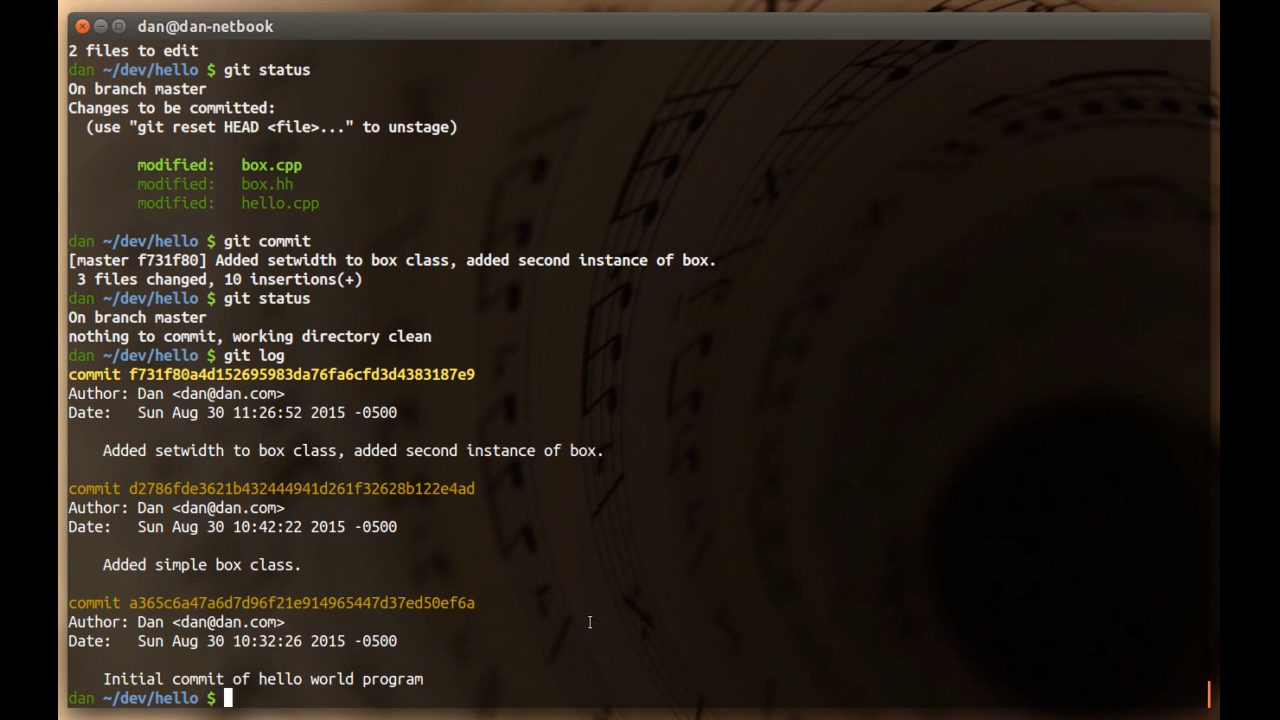 dan@dan-netbook
2 files to edit
dan ~/dev/hello $ git status
On branch master
Changes to be committed:
  (use "git reset HEAD <file>..." to unstage)
        modified:   box.cpp
        modified:   box.hh
        modified:   hello.cpp
dan ~/dev/hello $ git commit
[master f731f80] Added setwidth to box class, added second instance of box.
 3 files changed, 10 insertions(+)
dan ~/dev/hello $ git status
On branch master
nothing to commit, working directory clean
dan ~/dev/hello $ git log
commit f731f80a4d152695983da76fa6cfd3d4383187e9
Author: Dan <dan@dan.com>
Date:   Sun Aug 30 11:26:52 2015 -0500
    Added setwidth to box class, added second instance of box.
commit d2786fde3621b432444941d261f32628b122e4ad
Author: Dan <dan@dan.com>
Date:   Sun Aug 30 10:42:22 2015 -0500
    Added simple box class.
commit a365c6a47a6d7d96f21e914965447d37ed50ef6a
Author: Dan <dan@dan.com>
Date:   Sun Aug 30 10:32:26 2015 -0500
    Initial commit of hello world program
dan ~/dev/hello $